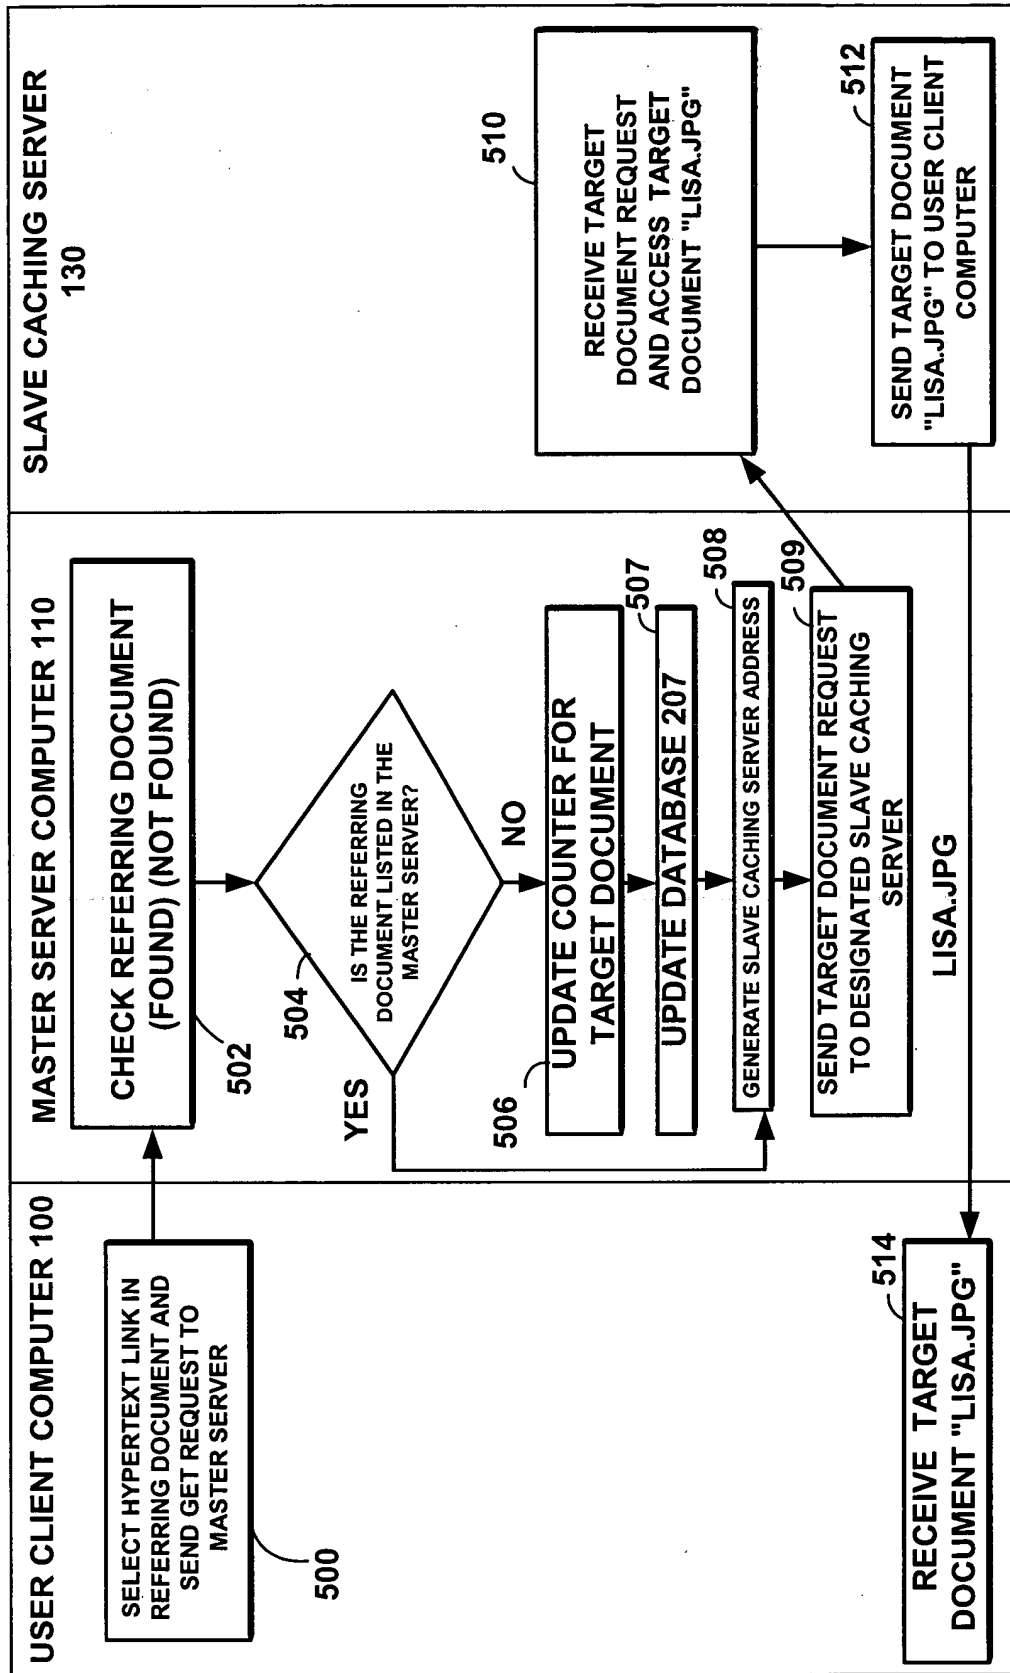 USER CLIENT COMPUTER 100
MASTER SERVER COMPUTER 110
SLAVE CACHING SERVER
130
SELECT HYPERTEXT LINK IN
REFERRING DOCUMENT AND
SEND GET REQUEST TO
MASTER SERVER
500
CHECK REFERRING DOCUMENT
(FOUND) (NOT FOUND)
502
IS THE REFERRING
DOCUMENT LISTED IN THE
MASTER SERVER?
504
YES
NO
UPDATE COUNTER FOR
TARGET DOCUMENT
506
UPDATE DATABASE 207
507
GENERATE SLAVE CACHING SERVER ADDRESS
508
SEND TARGET DOCUMENT REQUEST
TO DESIGNATED SLAVE CACHING
SERVER
509
RECEIVE TARGET
DOCUMENT REQUEST
AND ACCESS TARGET
DOCUMENT "LISA.JPG"
510
SEND TARGET DOCUMENT
"LISA.JPG" TO USER CLIENT
COMPUTER
512
LISA.JPG
RECEIVE TARGET
DOCUMENT "LISA.JPG"
514